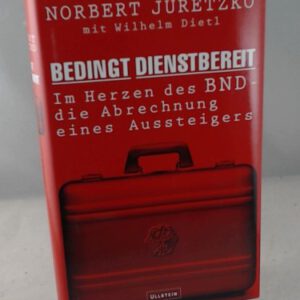 NORBERT JURETZKO
mit Wilhelm Dietl
BEDINGT DIENSTBEREIT
Im Herzen des BND-
die Abrechnung
eines Aussteigers
ULLSTEIN